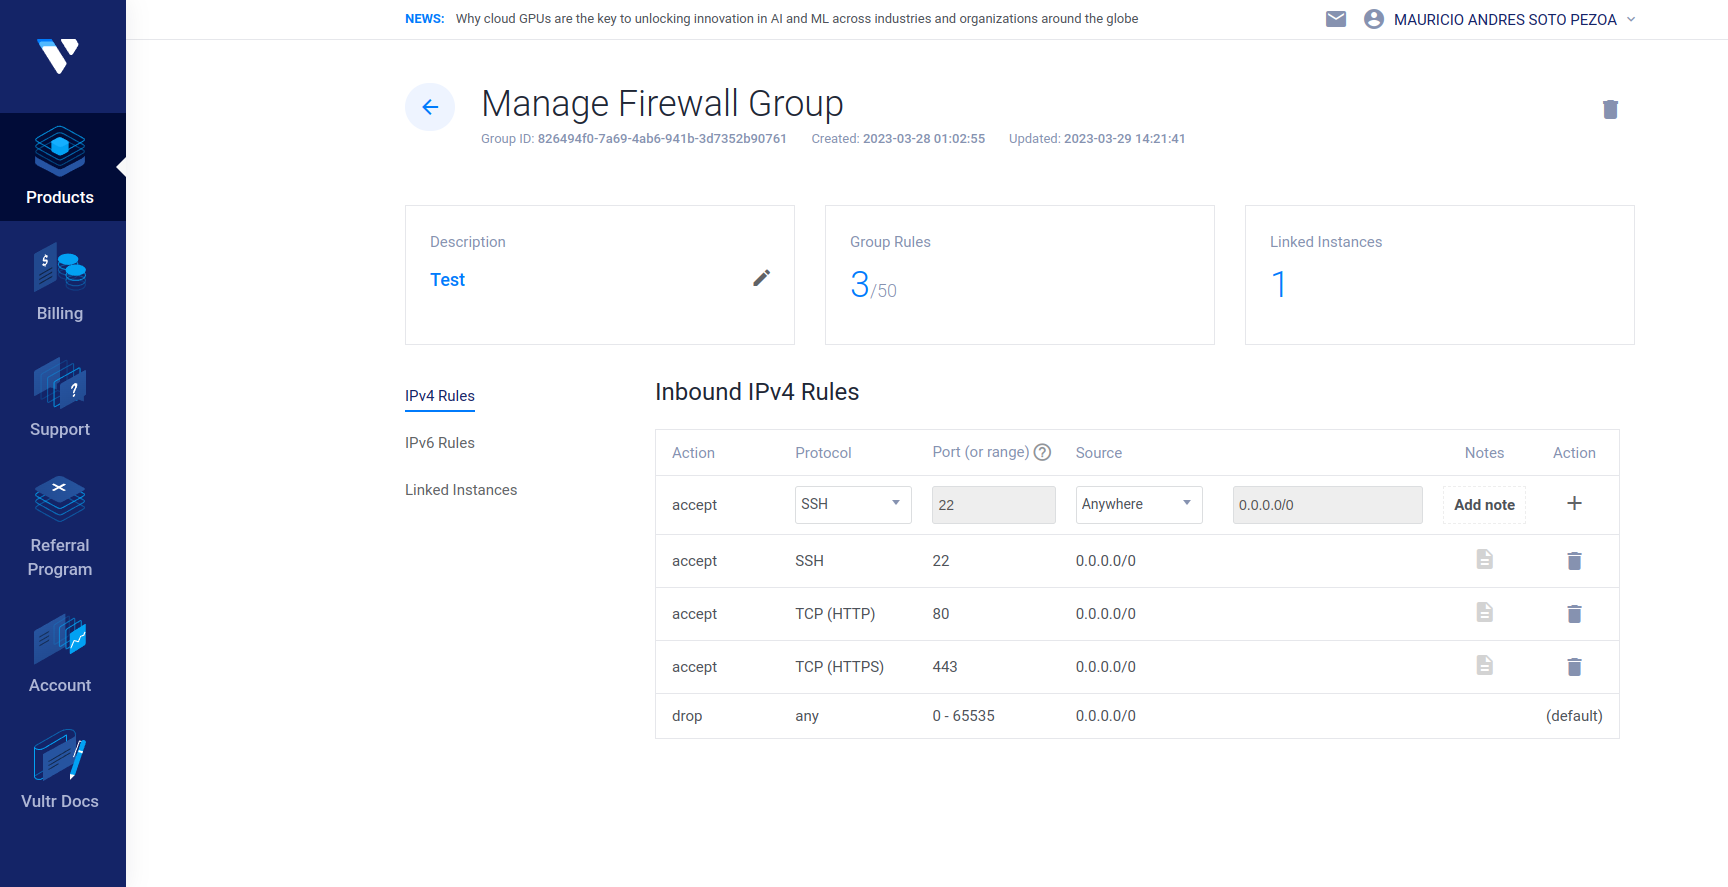 NEWS: Why cloud GPUs are the key to unlocking innovation in AI and ML across industries and organizations around the globe
MAURICIO ANDRES SOTO PEZOA
Products
Billing
Support
Referral
Program
Account
Vultr Docs
Manage Firewall Group
Group ID: 826494f0-7a69-4ab6-941b-3d7352b90761 Created: 2023-03-28 01:02:55 Updated: 2023-03-29 14:21:41
Description
Test
Group Rules
3/50
Linked Instances
1
IPv4 Rules
IPv6 Rules
Linked Instances
Inbound IPv4 Rules
Action Protocol Port (or range) ? Source Notes Action
accept SSH 22 Anywhere 0.0.0.0/0 Add note +
accept SSH 22 0.0.0.0/0
accept TCP (HTTP) 80 0.0.0.0/0
accept TCP (HTTPS) 443 0.0.0.0/0
drop any 0 - 65535 0.0.0.0/0 (default)